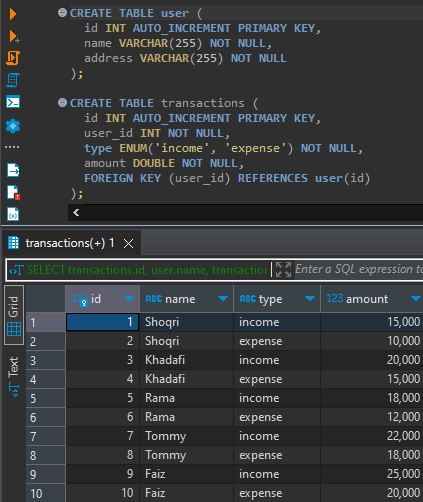 CREATE TABLE user (
id INT AUTO_INCREMENT PRIMARY KEY,
name VARCHAR(255) NOT NULL,
address VARCHAR(255) NOT NULL
);
CREATE TABLE transactions (
id INT AUTO_INCREMENT PRIMARY KEY,
user_id INT NOT NULL,
type ENUM('income', 'expense') NOT NULL,
amount DOUBLE NOT NULL,
FOREIGN KEY (user_id) REFERENCES user(id)
);
transactions(+) 1
SELECT transactions.id, user.name, transaction Enter a SQL expression to
Grid
Text
123 id ABC name ABC type 123 amount
1 1 Shoqri income 15,000
2 2 Shoqri expense 10,000
3 3 Khadafi income 20,000
4 4 Khadafi expense 15,000
5 5 Rama income 18,000
6 6 Rama expense 12,000
7 7 Tommy income 22,000
8 8 Tommy expense 18,000
9 9 Faiz income 25,000
10 10 Faiz expense 20,000